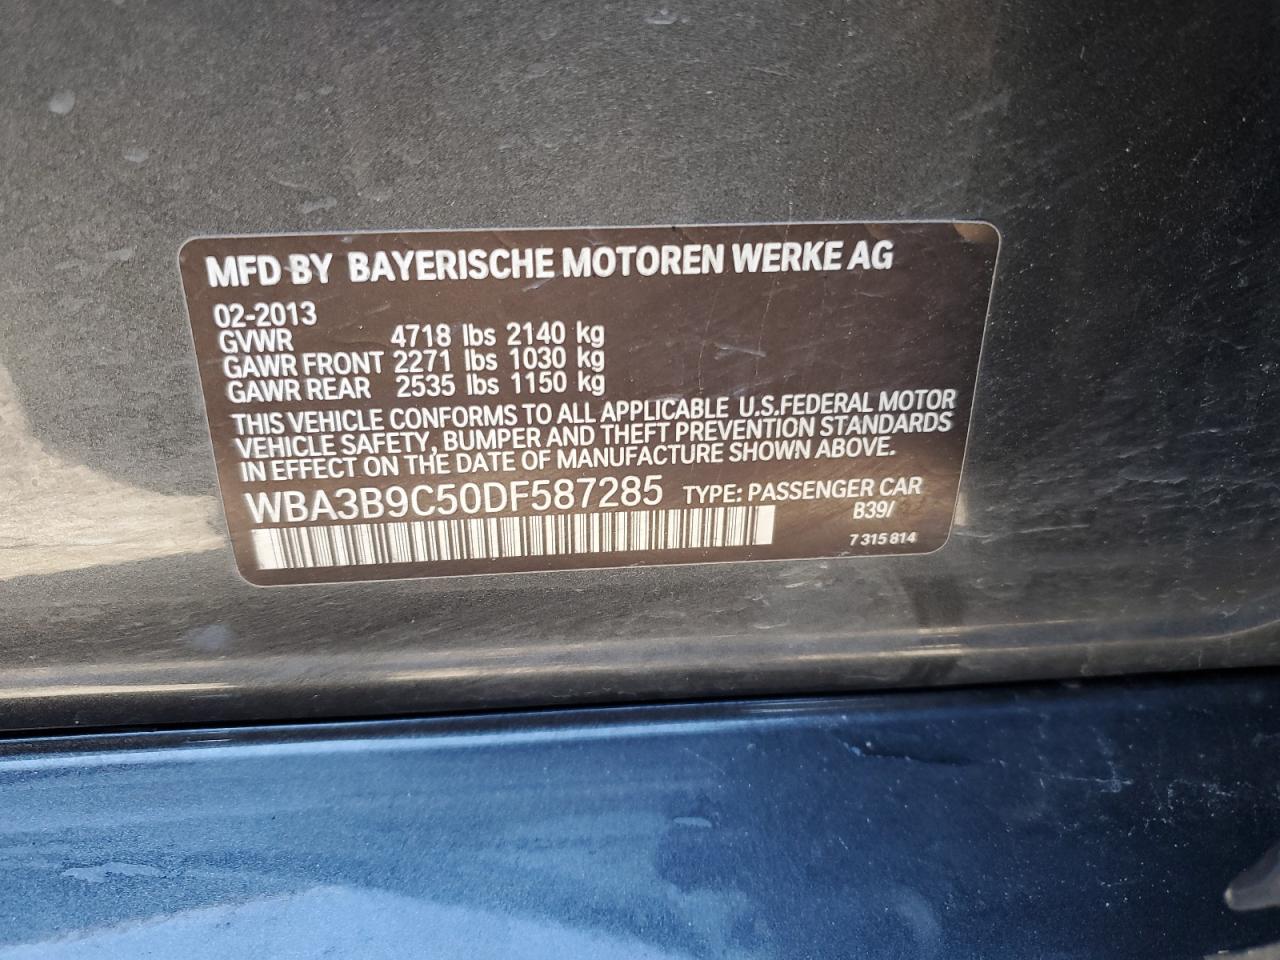 MFD BY BAYERISCHE MOTOREN WERKE AG
02-2013
GVWR 4718 lbs 2140 kg
GAWR FRONT 2271 lbs 1030 kg
GAWR REAR 2535 lbs 1150 kg
THIS VEHICLE CONFORMS TO ALL APPLICABLE U.S.FEDERAL MOTOR
VEHICLE SAFETY, BUMPER AND THEFT PREVENTION STANDARDS
IN EFFECT ON THE DATE OF MANUFACTURE SHOWN ABOVE.
WBA3B9C50DF587285 TYPE: PASSENGER CAR
B39/
7 315 814